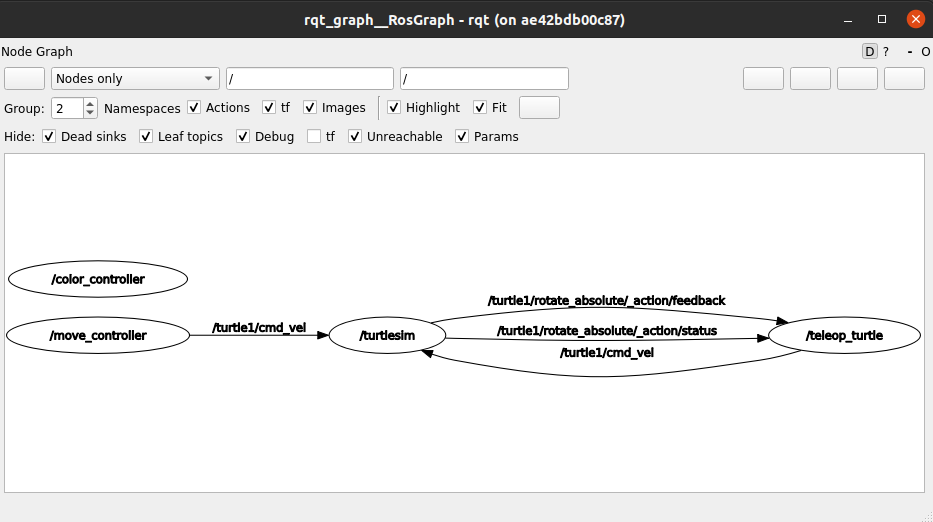 rqt_graph__RosGraph - rqt (on ae42bdb00c87)
Node Graph D ? - O
Nodes only / /
Group: 2 Namespaces Actions tf Images Highlight Fit
Hide: Dead sinks Leaf topics Debug tf Unreachable Params
/color_controller
/turtle1/rotate_absolute/_action/feedback
/move_controller /turtle1/cmd_vel /turtlesim /turtle1/rotate_absolute/_action/status /teleop_turtle
/turtle1/cmd_vel